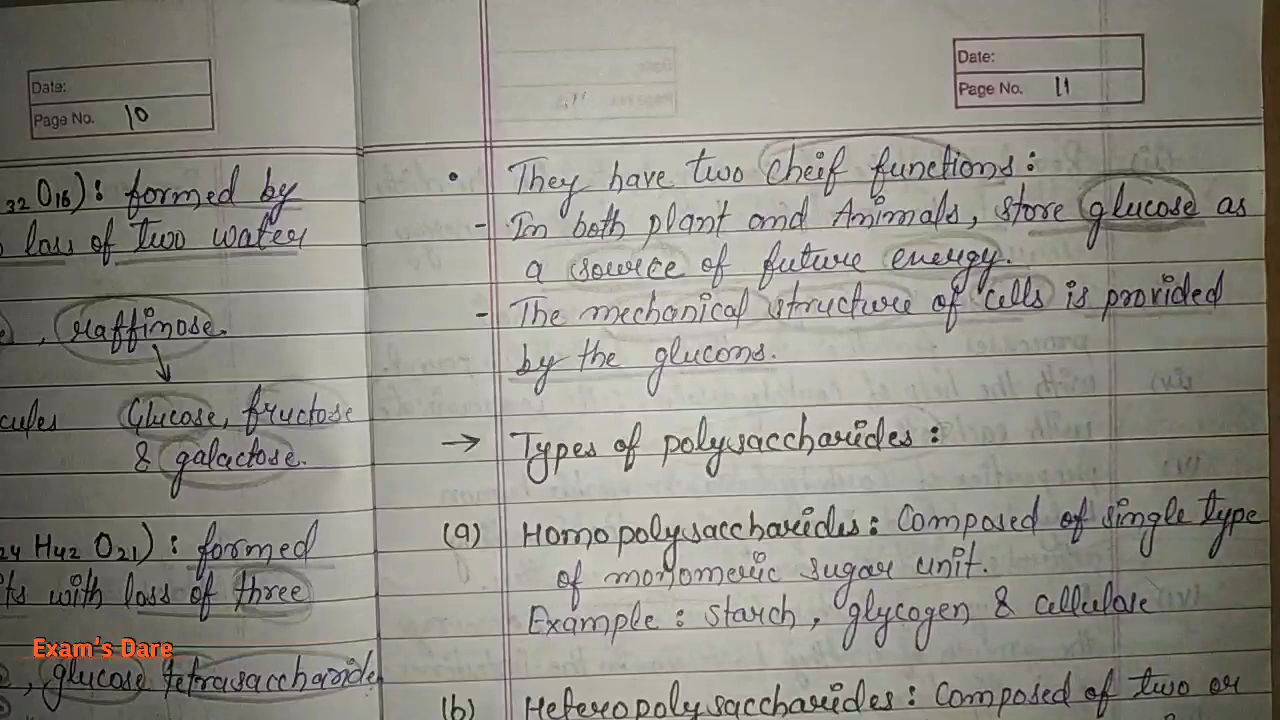 Date:
Page No. 10
32 O16) : formed by
loss of two water
, raffinose.
Glucose, fructose
& galactose.
24 H42 O21) : formed
with loss of three
Exam's Dare
, glucose tetrasaccharide
Date:
Page No. 11
• They have two cheif functions :
- In both plant and Animals, store glucose as
a source of future energy.
- The mechanical structure of cells is provided
by the glucons.
→ Types of polysaccharides :
(a) Homopolysaccharides : Composed of single type
of monomeric sugar unit.
Example : starch, glycogen & cellulose
(b) Heteropolysaccharides : Composed of two or